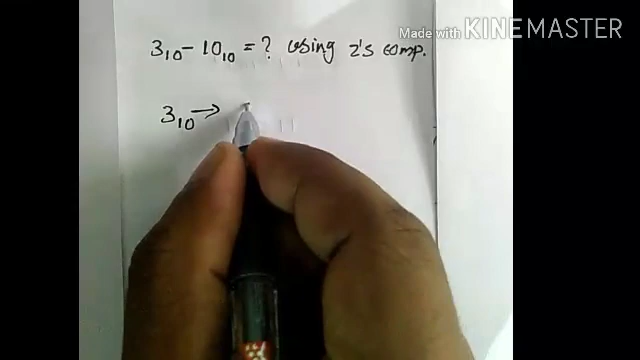 Made with KINEMASTER
3₁₀ - 10₁₀ = ? using 2's comp.
3₁₀ →